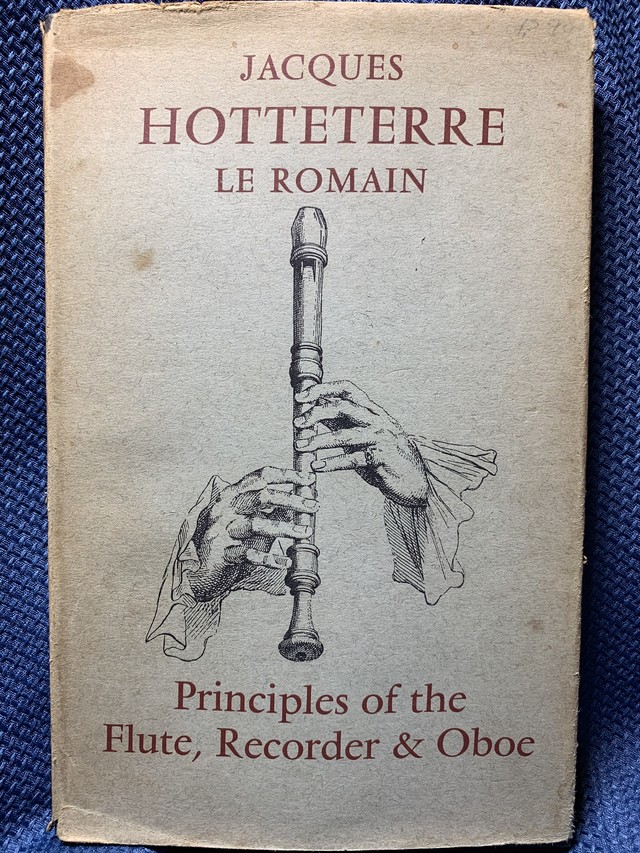 JACQUES
HOTTETERRE
LE ROMAIN
Principles of the
Flute, Recorder & Oboe